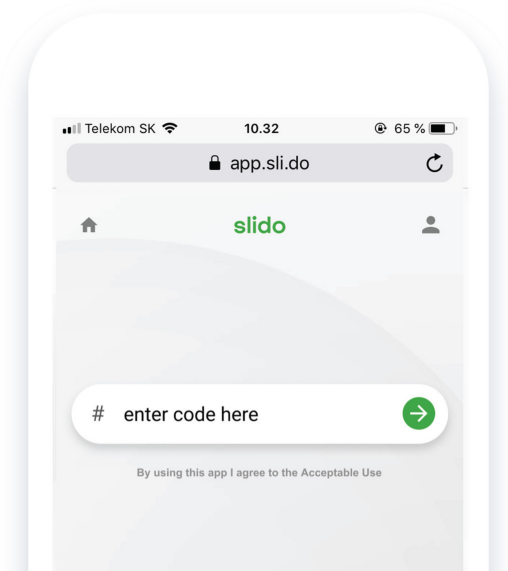 Telekom SK 10.32 65 %
app.sli.do
slido
# enter code here
By using this app I agree to the Acceptable Use